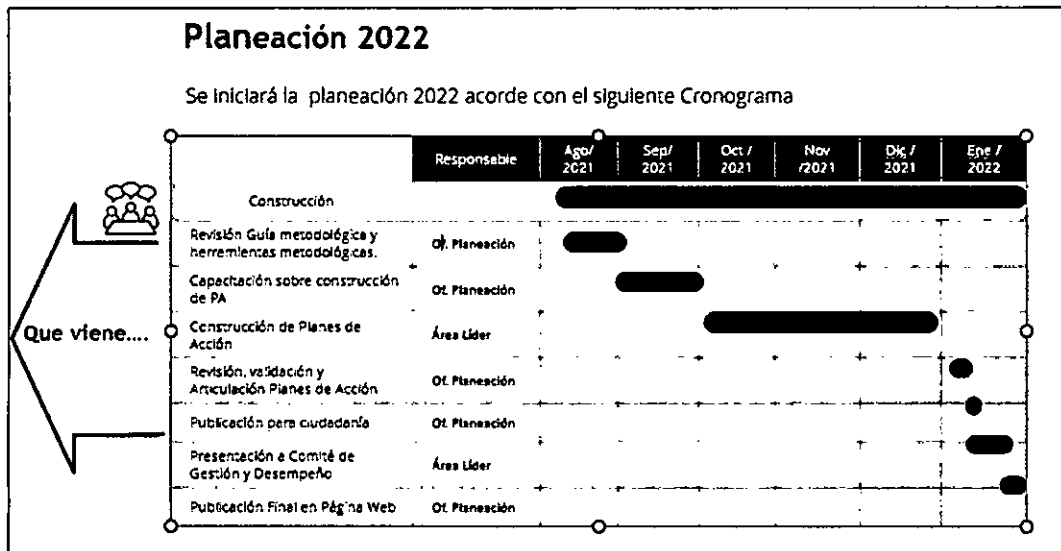 Planeación 2022
Se iniciará la planeación 2022 acorde con el siguiente Cronograma
Responsable
Ago/
2021
Sep/
2021
Oct /
2021
Nov
/2021
Dic /
2021
Ene /
2022
Construcción
Revisión Guía metodológica y
herremientas metodológicas.
Of. Planeación
Capacitación sobre construcción
de PA
Of. Planeación
Que viene....
Construcción de Planes de
Acción
Área Líder
Revisión, validación y
Articulación Planes de Acción
Of. Planeación
Publicación para ciudadanía
Of. Planeación
Presentación a Comité de
Gestión y Desempeño
Área Líder
Publicación Final en Página Web
Of. Planeación